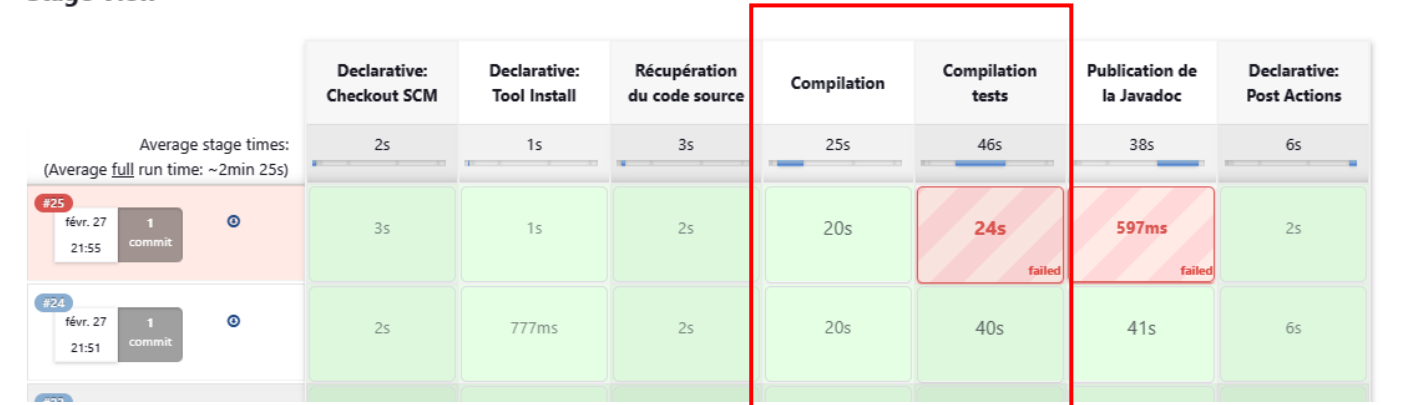 Declarative:
Checkout SCM
Declarative:
Tool Install
Récupération
du code source
Compilation
Compilation
tests
Publication de
la Javadoc
Declarative:
Post Actions
Average stage times:
(Average full run time: ~2min 25s)
2s
1s
3s
25s
46s
38s
6s
#25
févr. 27
21:55
1
commit
3s
1s
2s
20s
24s
failed
597ms
failed
2s
#24
févr. 27
21:51
1
commit
2s
777ms
2s
20s
40s
41s
6s